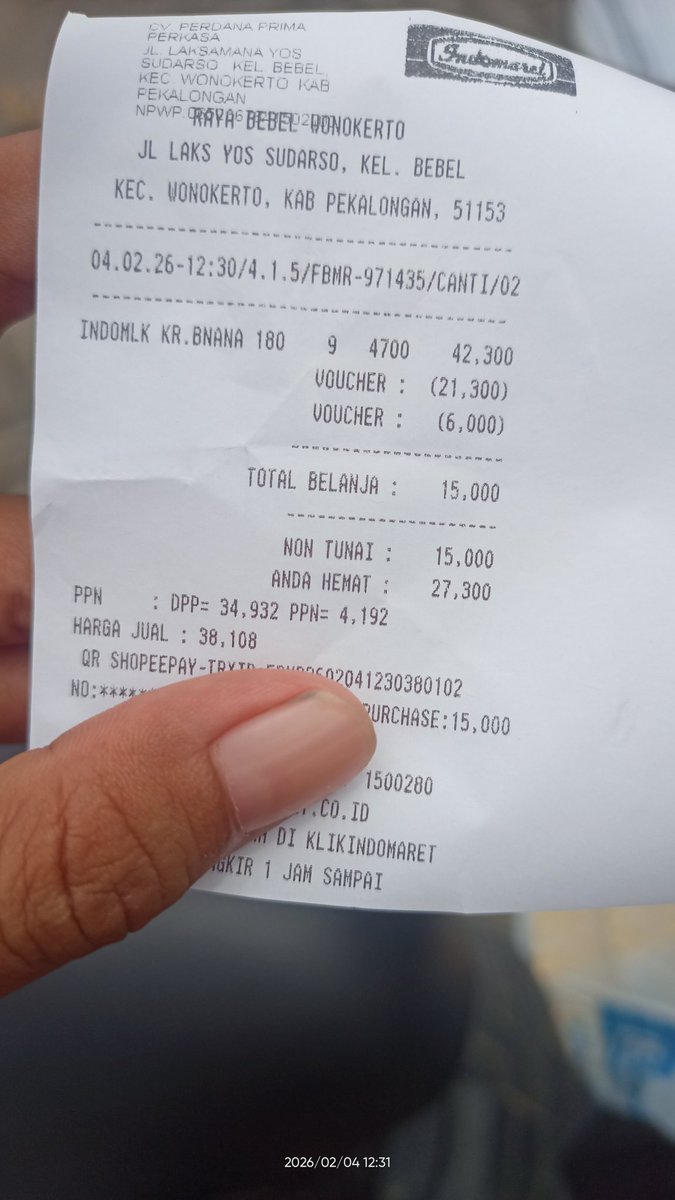 CV. PERDANA PRIMA
PERKASA
JL. LAKSAMANA YOS
SUDARSO KEL. BEBEL,
KEC WONOKERTO KAB
PEKALONGAN
Indomaret
NPWP.
RAYA BEBEL WONOKERTO
JL LAKS YOS SUDARSO, KEL. BEBEL
KEC. WONOKERTO, KAB PEKALONGAN, 51153
04.02.26-12:30/4.1.5/FBMR-971435/CANTI/02
INDOMLK KR.BNANA 180 9 4700 42,300
VOUCHER : (21,300)
VOUCHER : (6,000)
TOTAL BELANJA : 15,000
NON TUNAI : 15,000
ANDA HEMAT : 27,300
PPN : DPP= 34,932 PPN= 4,192
HARGA JUAL : 38,108
QR SHOPEEPAY-
NO:***** PURCHASE:15,000
1500280
.CO.ID
DI KLIKINDOMARET
1 JAM SAMPAI
2026/02/04 12:31